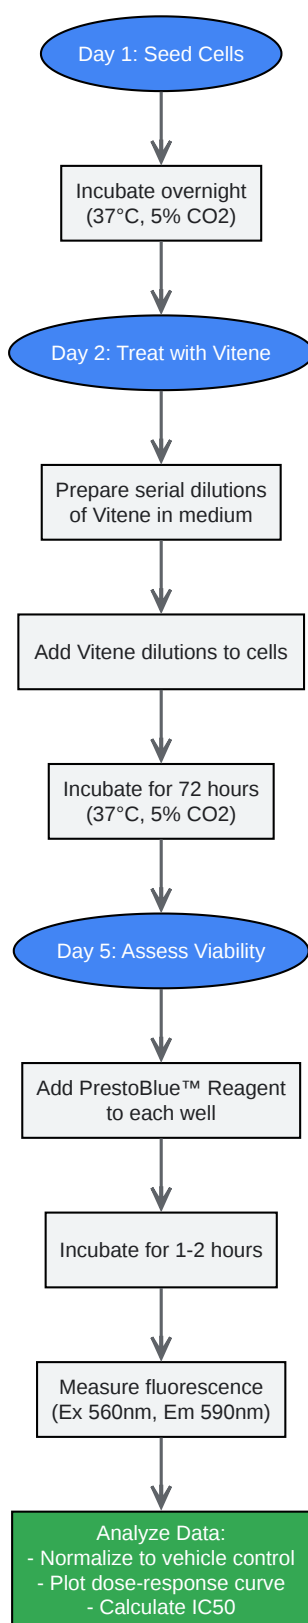 Day 1: Seed Cells
Incubate overnight
(37°C, 5% CO2)
Day 2: Treat with Vitene
Prepare serial dilutions
of Vitene in medium
Add Vitene dilutions to cells
Incubate for 72 hours
(37°C, 5% CO2)
Day 5: Assess Viability
Add PrestoBlue™ Reagent
to each well
Incubate for 1-2 hours
Measure fluorescence
(Ex 560nm, Em 590nm)
Analyze Data:
- Normalize to vehicle control
- Plot dose-response curve
- Calculate IC50